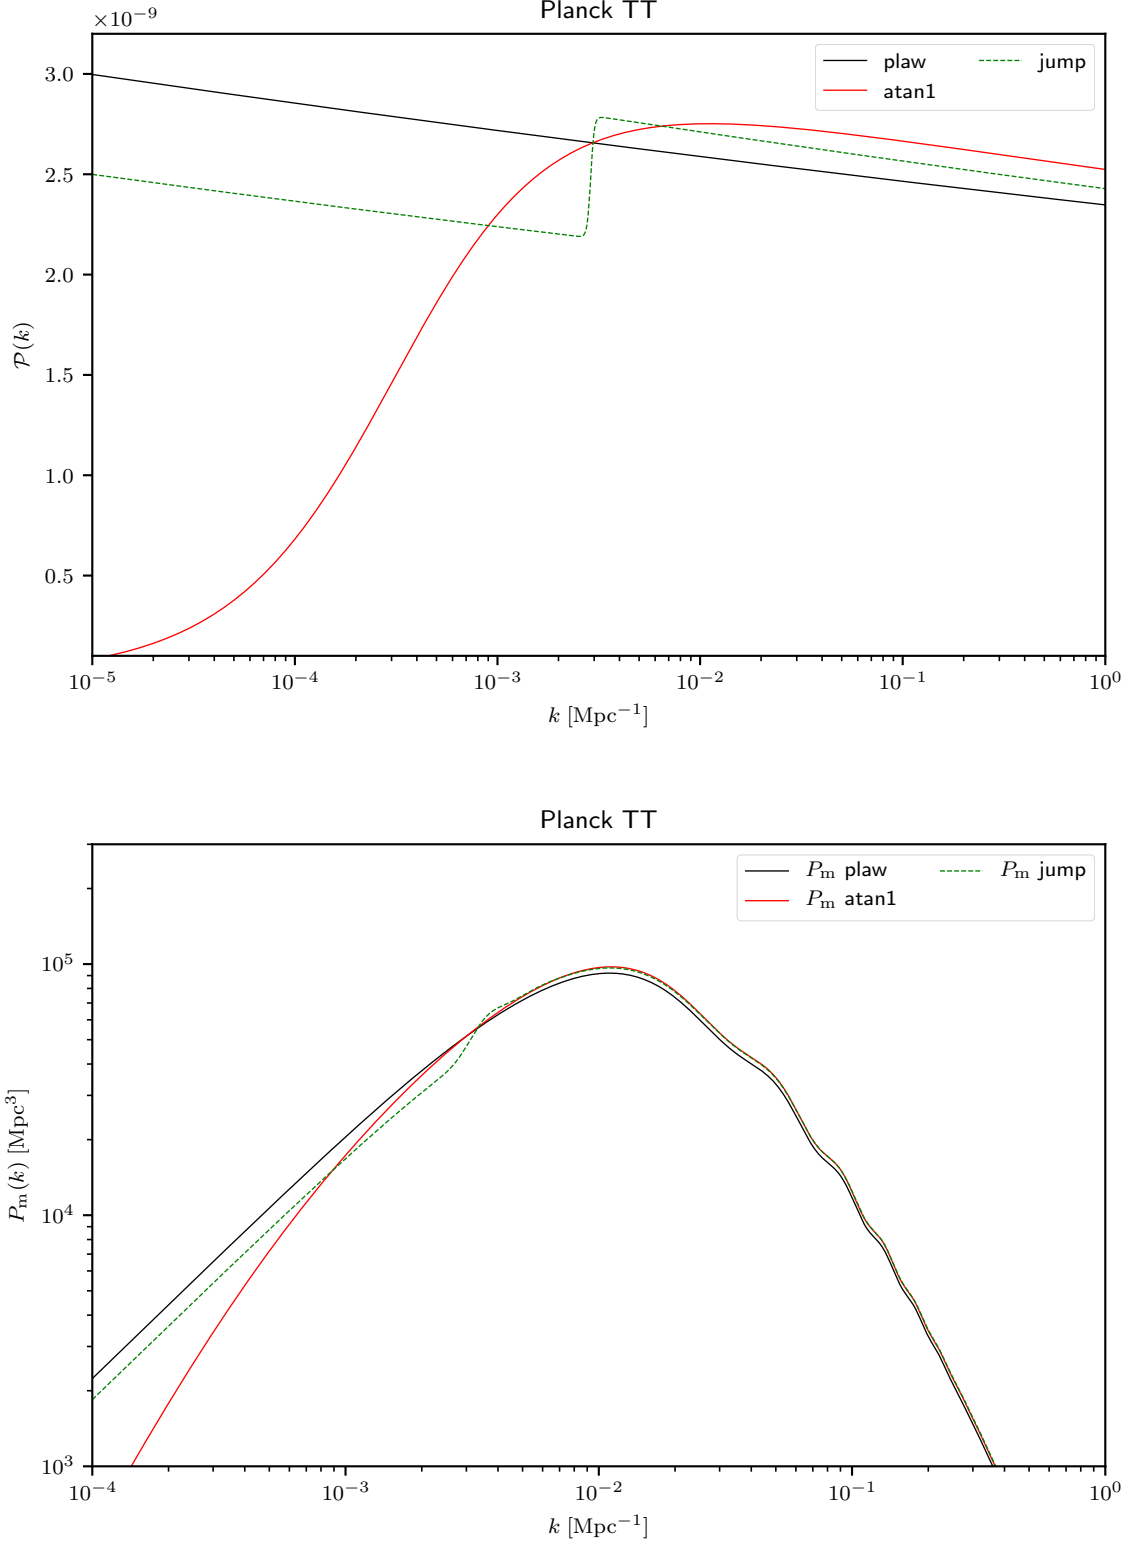 Planck TT
×10⁻⁹
plaw jump
atan1
3.0
2.5
2.0
1.5
1.0
0.5
𝒫(k)
10⁻⁵ 10⁻⁴ 10⁻³ 10⁻² 10⁻¹ 10⁰
k [Mpc⁻¹]
Planck TT
Pₘ plaw Pₘ jump
Pₘ atan1
10⁵
10⁴
10³
Pₘ(k) [Mpc³]
10⁻⁴ 10⁻³ 10⁻² 10⁻¹ 10⁰
k [Mpc⁻¹]